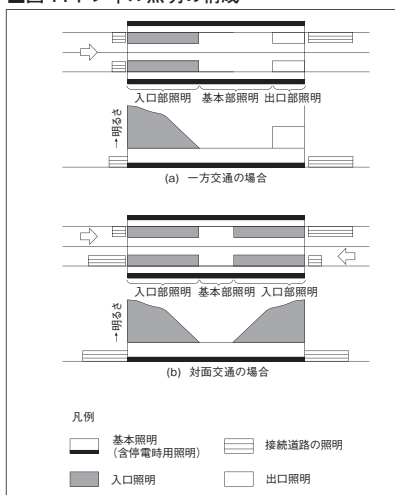 ■図 1.トンネル照明の構成
入口部照明 基本部照明 出口部照明
→明るさ
(a) 一方交通の場合
入口部照明 基本部照明 入口部照明
→明るさ
(b) 対面交通の場合
凡例
基本照明
(含停電時用照明)
接続道路の照明
入口照明
出口照明